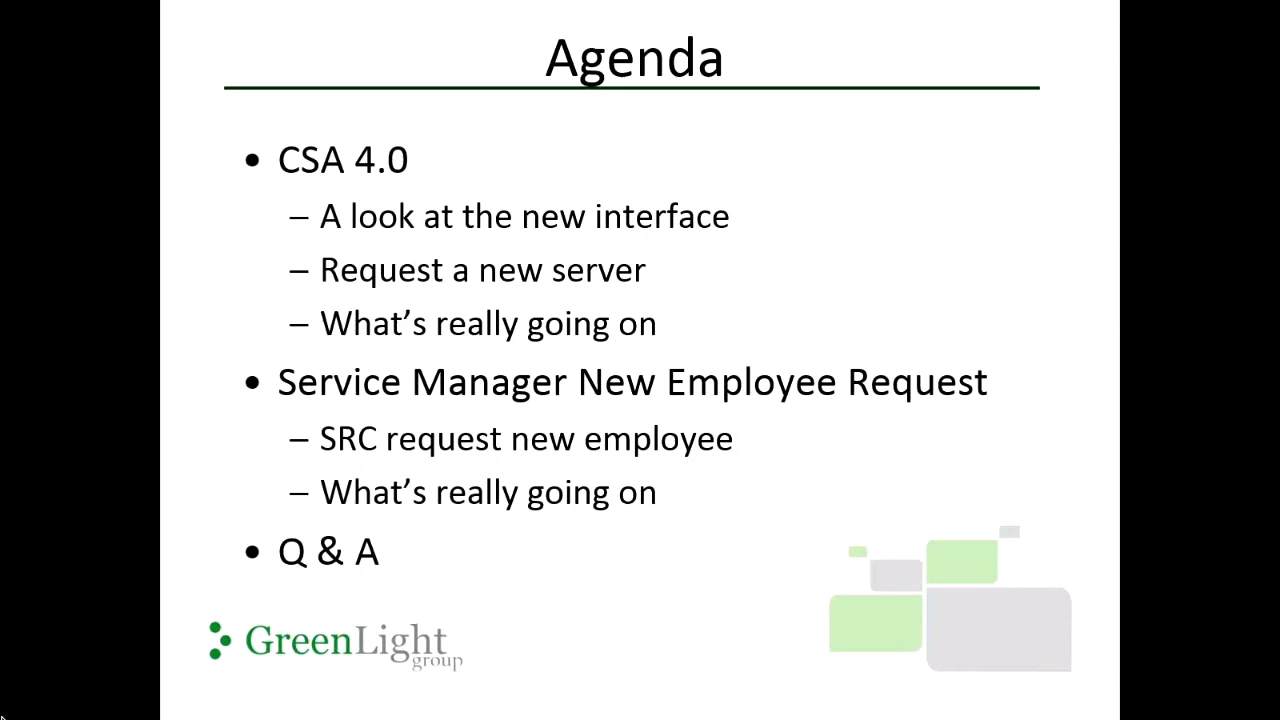 Agenda
• CSA 4.0
– A look at the new interface
– Request a new server
– What’s really going on
• Service Manager New Employee Request
– SRC request new employee
– What’s really going on
• Q & A
GreenLight
group